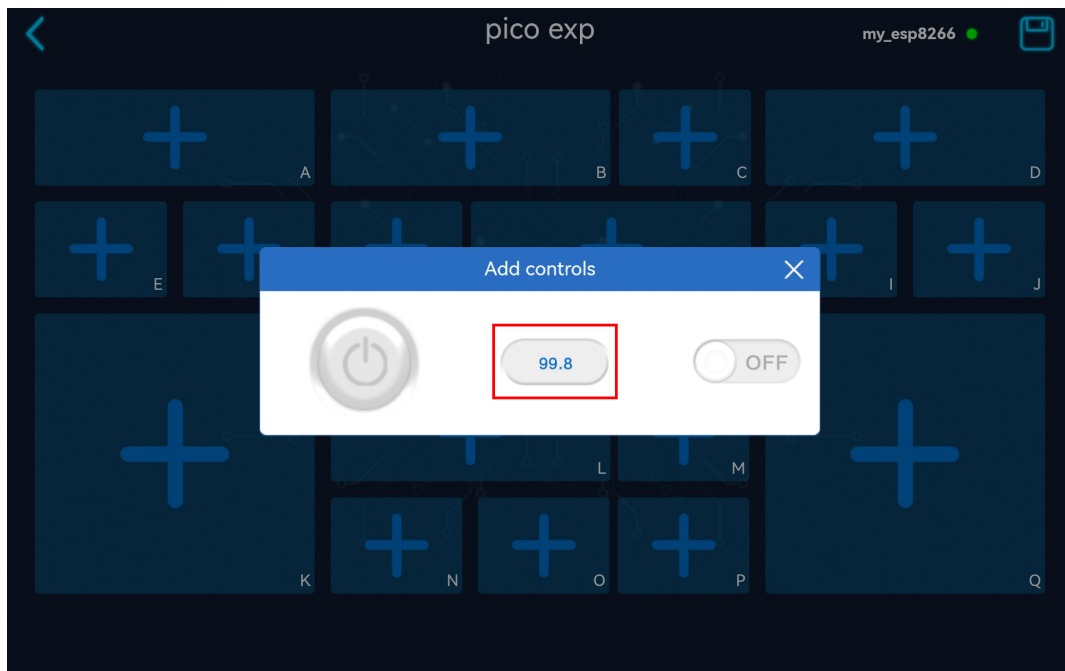 pico exp
my_esp8266
A
B
C
D
E
I
J
Add controls
99.8
OFF
L
M
K
N
O
P
Q